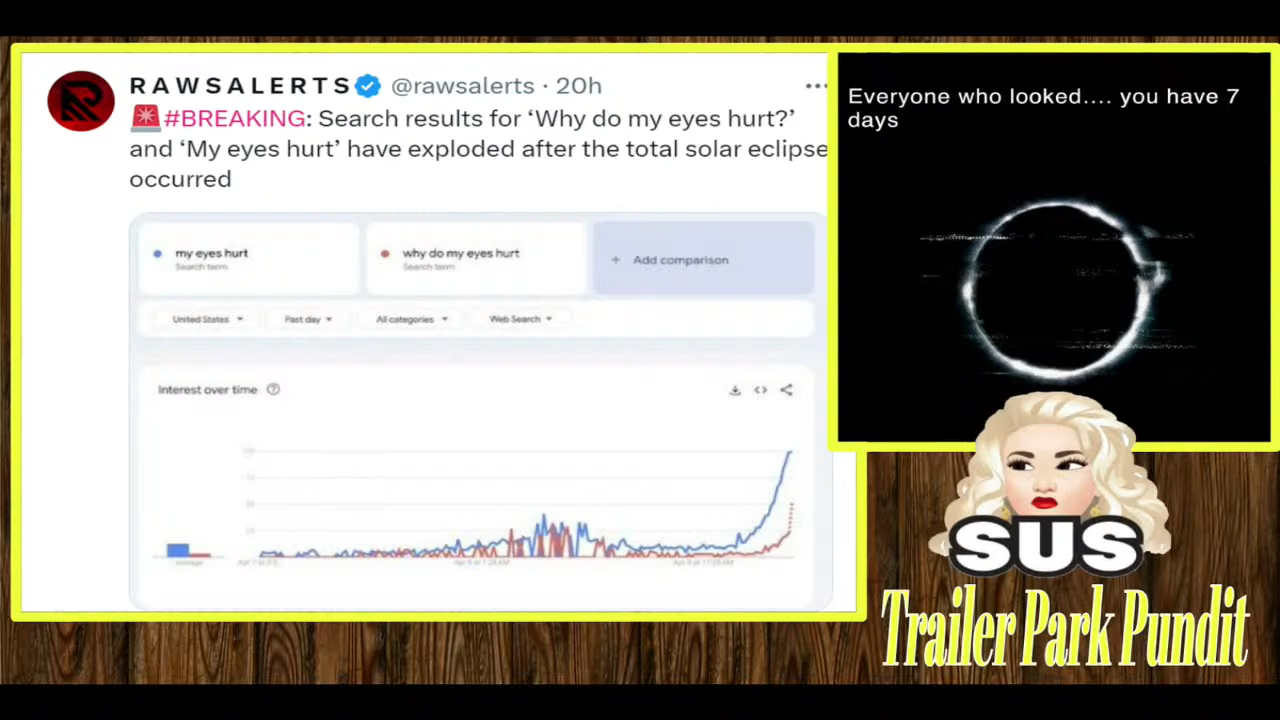 RAWSALERTS @rawsalerts · 20h
🚨#BREAKING: Search results for ‘Why do my eyes hurt?’
and ‘My eyes hurt’ have exploded after the total solar eclipse
occurred
my eyes hurt
Search term
why do my eyes hurt
Search term
+ Add comparison
United States
Past day
All categories
Web Search
Interest over time
Everyone who looked.... you have 7
days
SUS
Trailer Park Pundit